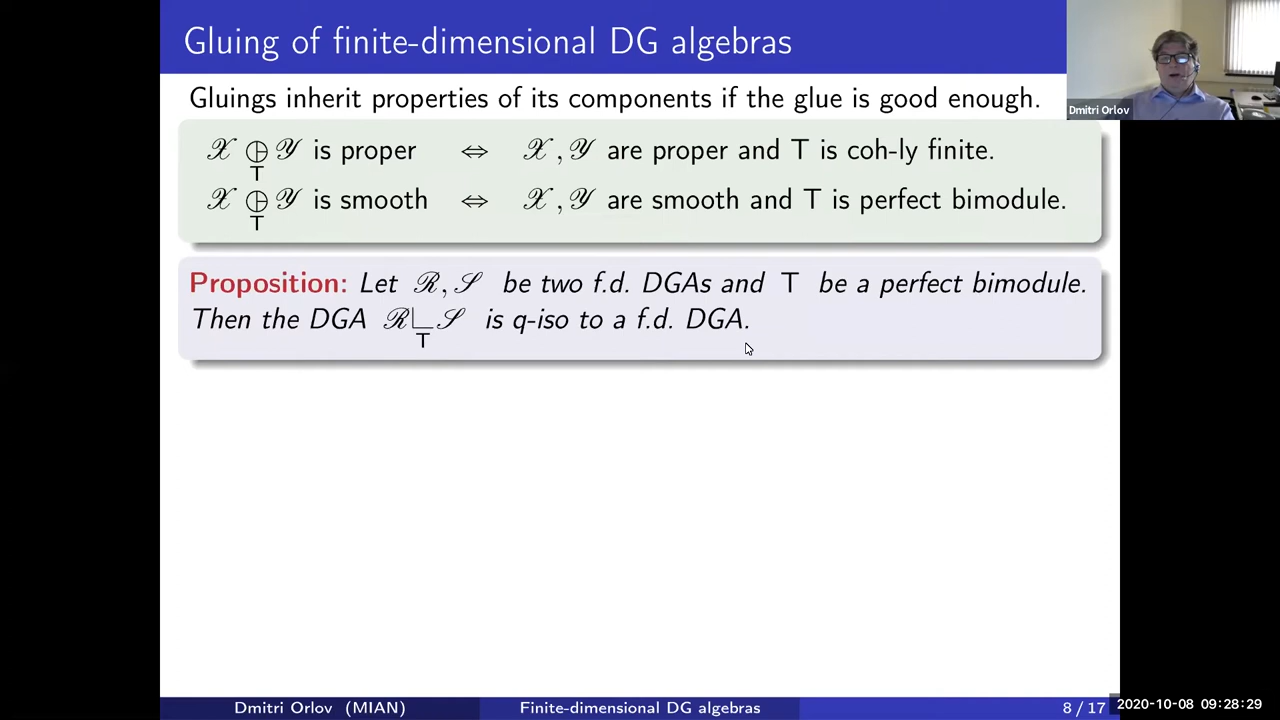 Gluing of finite-dimensional DG algebras
Dmitri Orlov
Gluings inherit properties of its components if the glue is good enough.
𝒳 ⊕ 𝒴 is proper ⇔ 𝒳, 𝒴 are proper and T is coh-ly finite.
T
𝒳 ⊕ 𝒴 is smooth ⇔ 𝒳, 𝒴 are smooth and T is perfect bimodule.
T
Proposition: Let ℛ, 𝒮 be two f.d. DGAs and T be a perfect bimodule.
Then the DGA ℛ∟𝒮 is q-iso to a f.d. DGA.
T
Dmitri Orlov (MIAN) Finite-dimensional DG algebras 8 / 17 2020-10-08 09:28:29